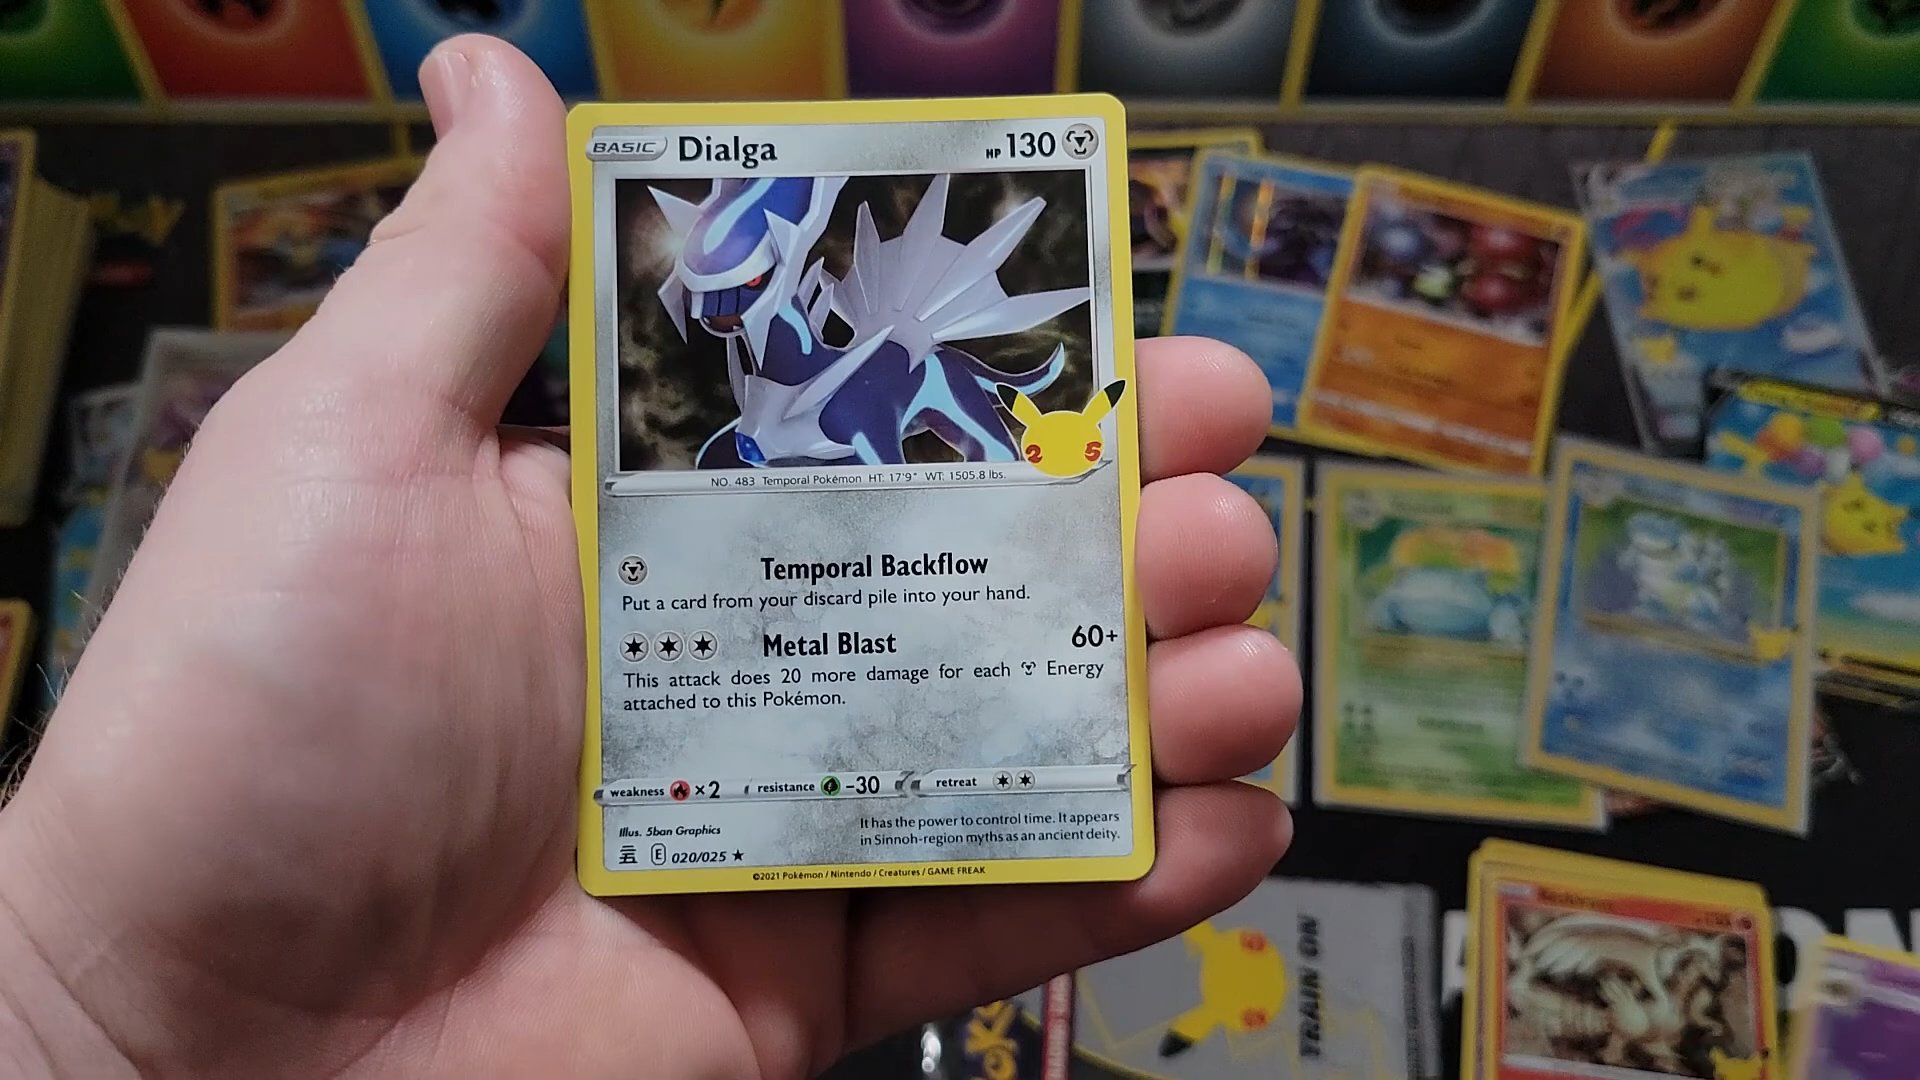 BASIC Dialga HP 130
25
NO. 483 Temporal Pokémon HT: 17'9" WT: 1505.8 lbs.
Temporal Backflow
Put a card from your discard pile into your hand.
Metal Blast 60+
This attack does 20 more damage for each Energy
attached to this Pokémon.
weakness ×2 resistance -30 retreat
Illus. 5ban Graphics
It has the power to control time. It appears
in Sinnoh-region myths as an ancient deity.
E 020/025 ★
©2021 Pokémon / Nintendo / Creatures / GAME FREAK
TRAIN ON